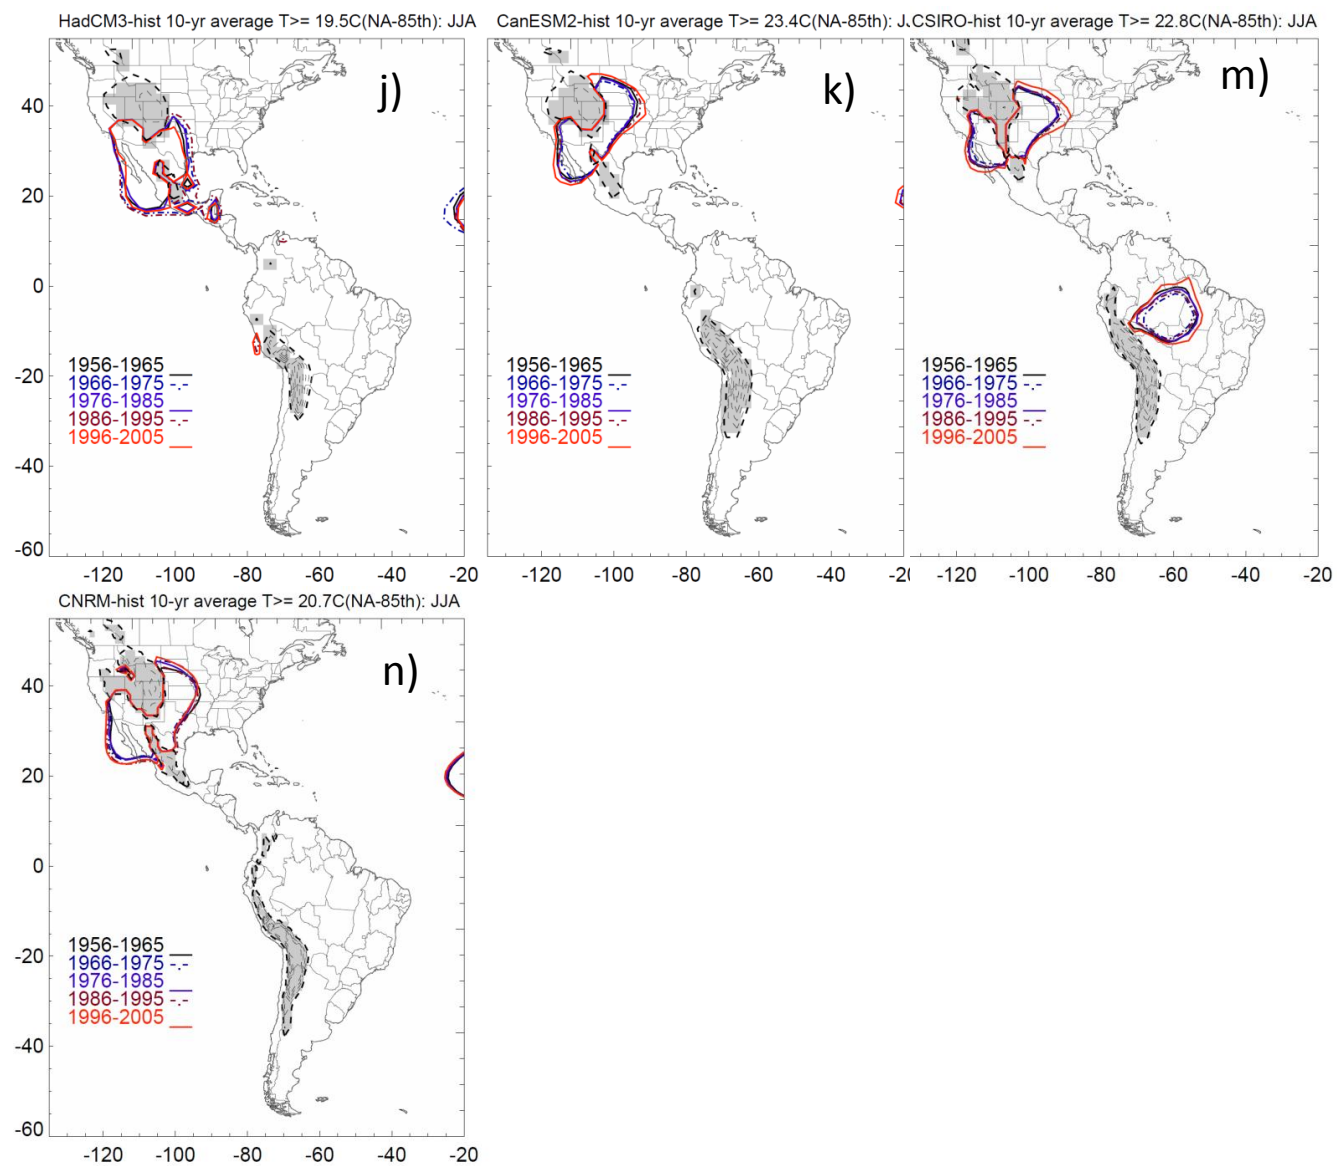 HadCM3-hist 10-yr average T>= 19.5C(NA-85th): JJA
j)
40
20
0
-20
-40
-60
1956-1965
1966-1975
1976-1985
1986-1995
1996-2005
-120 -100 -80 -60 -40 -20
CanESM2-hist 10-yr average T>= 23.4C(NA-85th):
k)
1956-1965
1966-1975
1976-1985
1986-1995
1996-2005
-120 -100 -80 -60 -40
CSIRO-hist 10-yr average T>= 22.8C(NA-85th): JJA
m)
1956-1965
1966-1975
1976-1985
1986-1995
1996-2005
-120 -100 -80 -60 -40 -20
CNRM-hist 10-yr average T>= 20.7C(NA-85th): JJA
n)
40
20
0
-20
-40
-60
1956-1965
1966-1975
1976-1985
1986-1995
1996-2005
-120 -100 -80 -60 -40 -20